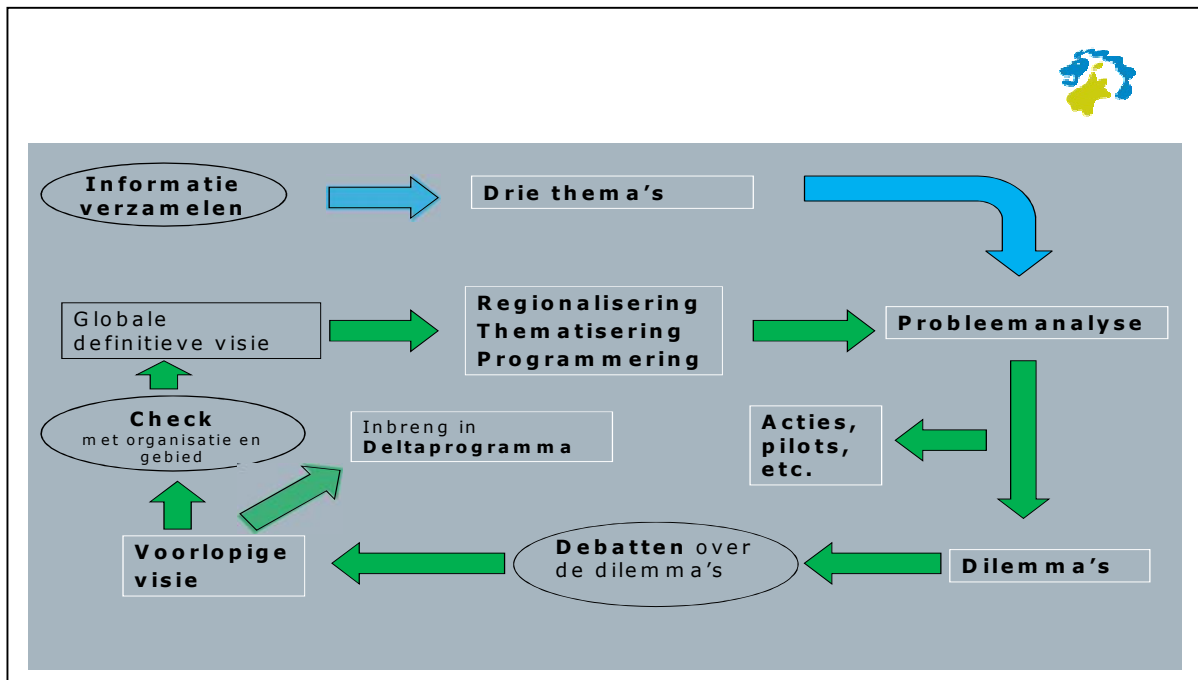 Informatie
verzamelen
Drie thema's
Globale
definitieve visie
Regionalisering
Thematisering
Programmering
Probleemanalyse
Check
met organisatie en
gebied
Inbreng in
Deltaprogramma
Acties,
pilots,
etc.
Voorlopige
visie
Debatten over
de dilemma's
Dilemma's